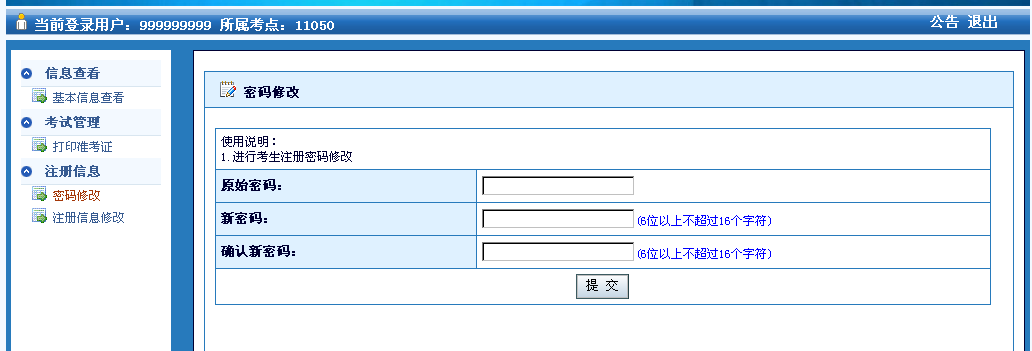 当前登录用户：999999999 所属考点：11050
公告 退出
信息查看
基本信息查看
考试管理
打印准考证
注册信息
密码修改
注册信息修改
密码修改
使用说明：
1.进行考生注册密码修改
原始密码：
新密码：
(6位以上不超过16个字符)
确认新密码：
(6位以上不超过16个字符)
提 交